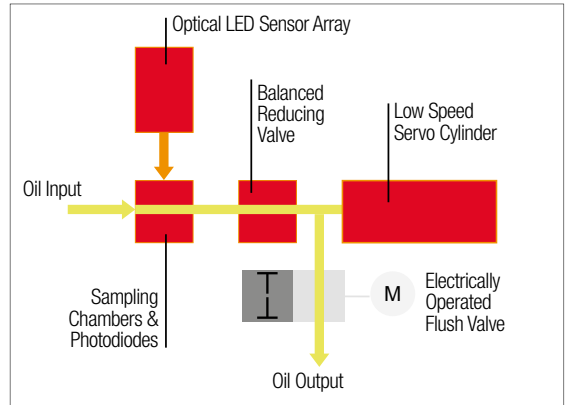 Optical LED Sensor Array
Balanced
Reducing
Valve
Low Speed
Servo Cylinder
Oil Input
Sampling
Chambers &
Photodiodes
M
Electrically
Operated
Flush Valve
Oil Output